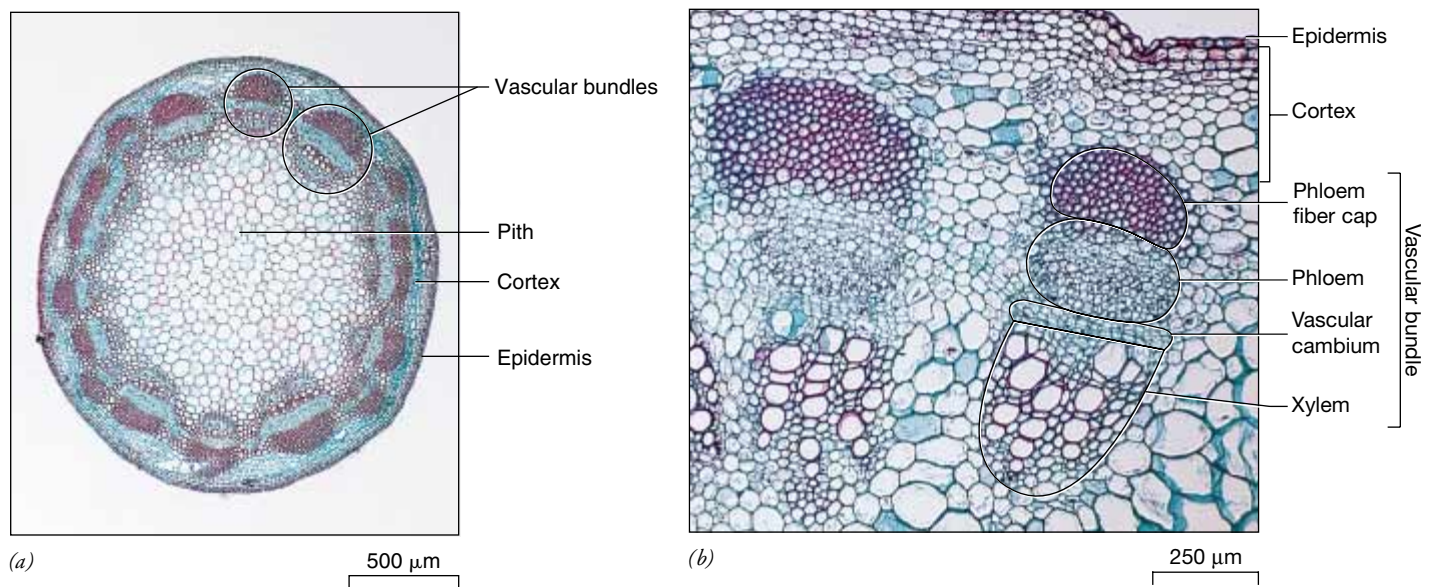 Vascular bundles
Pith
Cortex
Epidermis
(a)
500 μm
Epidermis
Cortex
Phloem
fiber cap
Phloem
Vascular
cambium
Xylem
Vascular bundle
(b)
250 μm